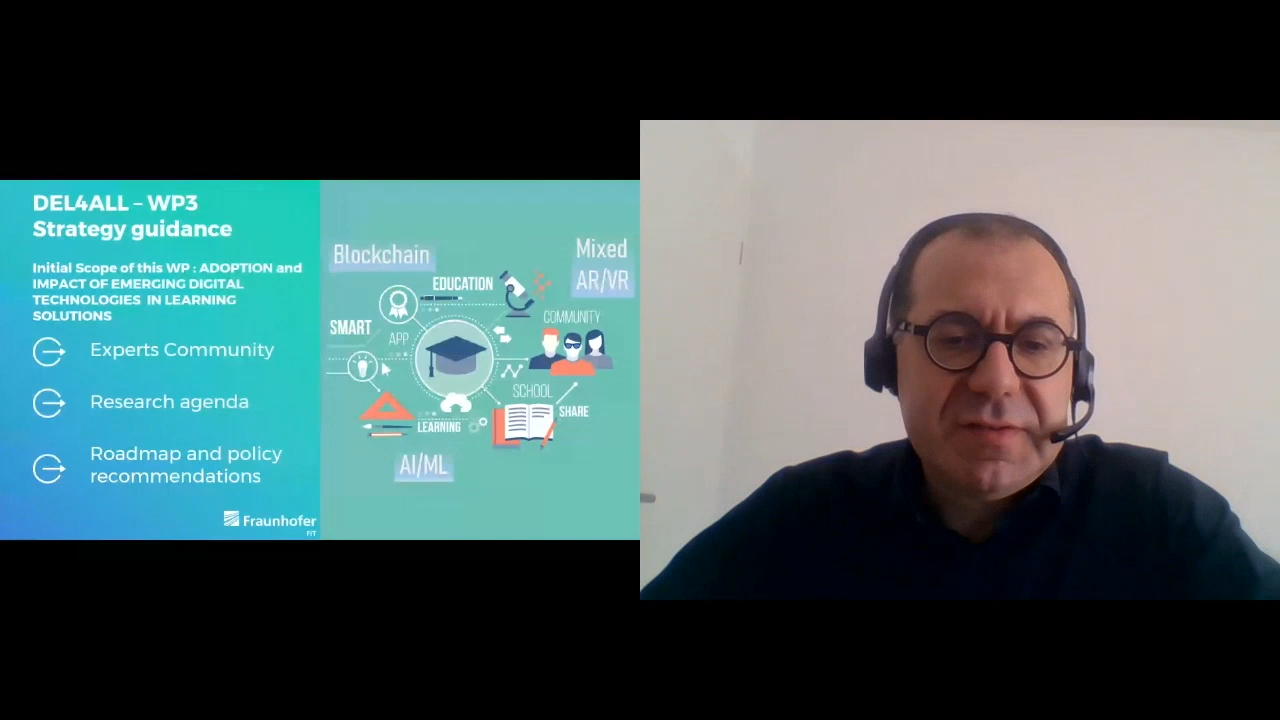 DEL4ALL – WP3
Strategy guidance
Initial Scope of this WP : ADOPTION and
IMPACT OF EMERGING DIGITAL
TECHNOLOGIES IN LEARNING
SOLUTIONS
Experts Community
Research agenda
Roadmap and policy
recommendations
Fraunhofer
FIT
Blockchain
Mixed
AR/VR
EDUCATION
COMMUNITY
SMART
APP
SCHOOL
SHARE
LEARNING
AI/ML